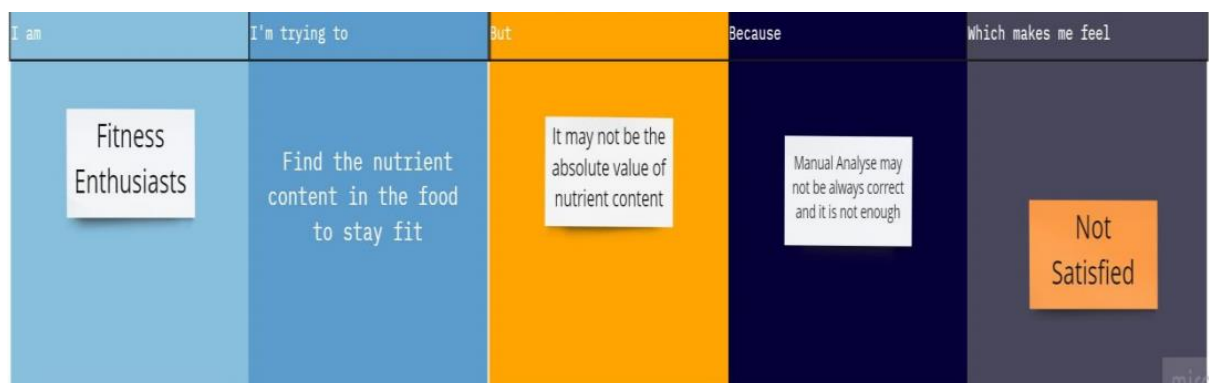 I am
I'm trying to
But
Because
Which makes me feel
Fitness
Enthusiasts
Find the nutrient
content in the food
to stay fit
It may not be the
absolute value of
nutrient content
Manual Analyse may
not be always correct
and it is not enough
Not
Satisfied
miro